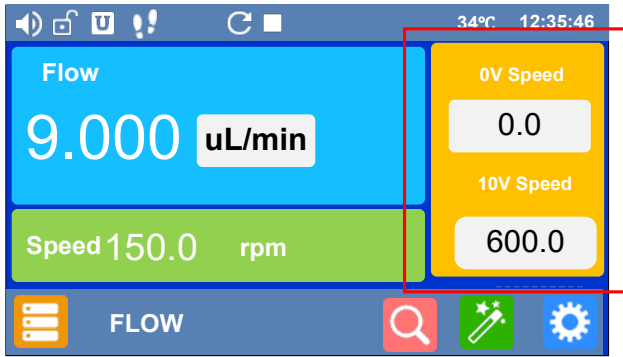 U 34℃ 12:35:46
Flow
9.000 uL/min
Speed 150.0 rpm
0V Speed
0.0
10V Speed
600.0
FLOW